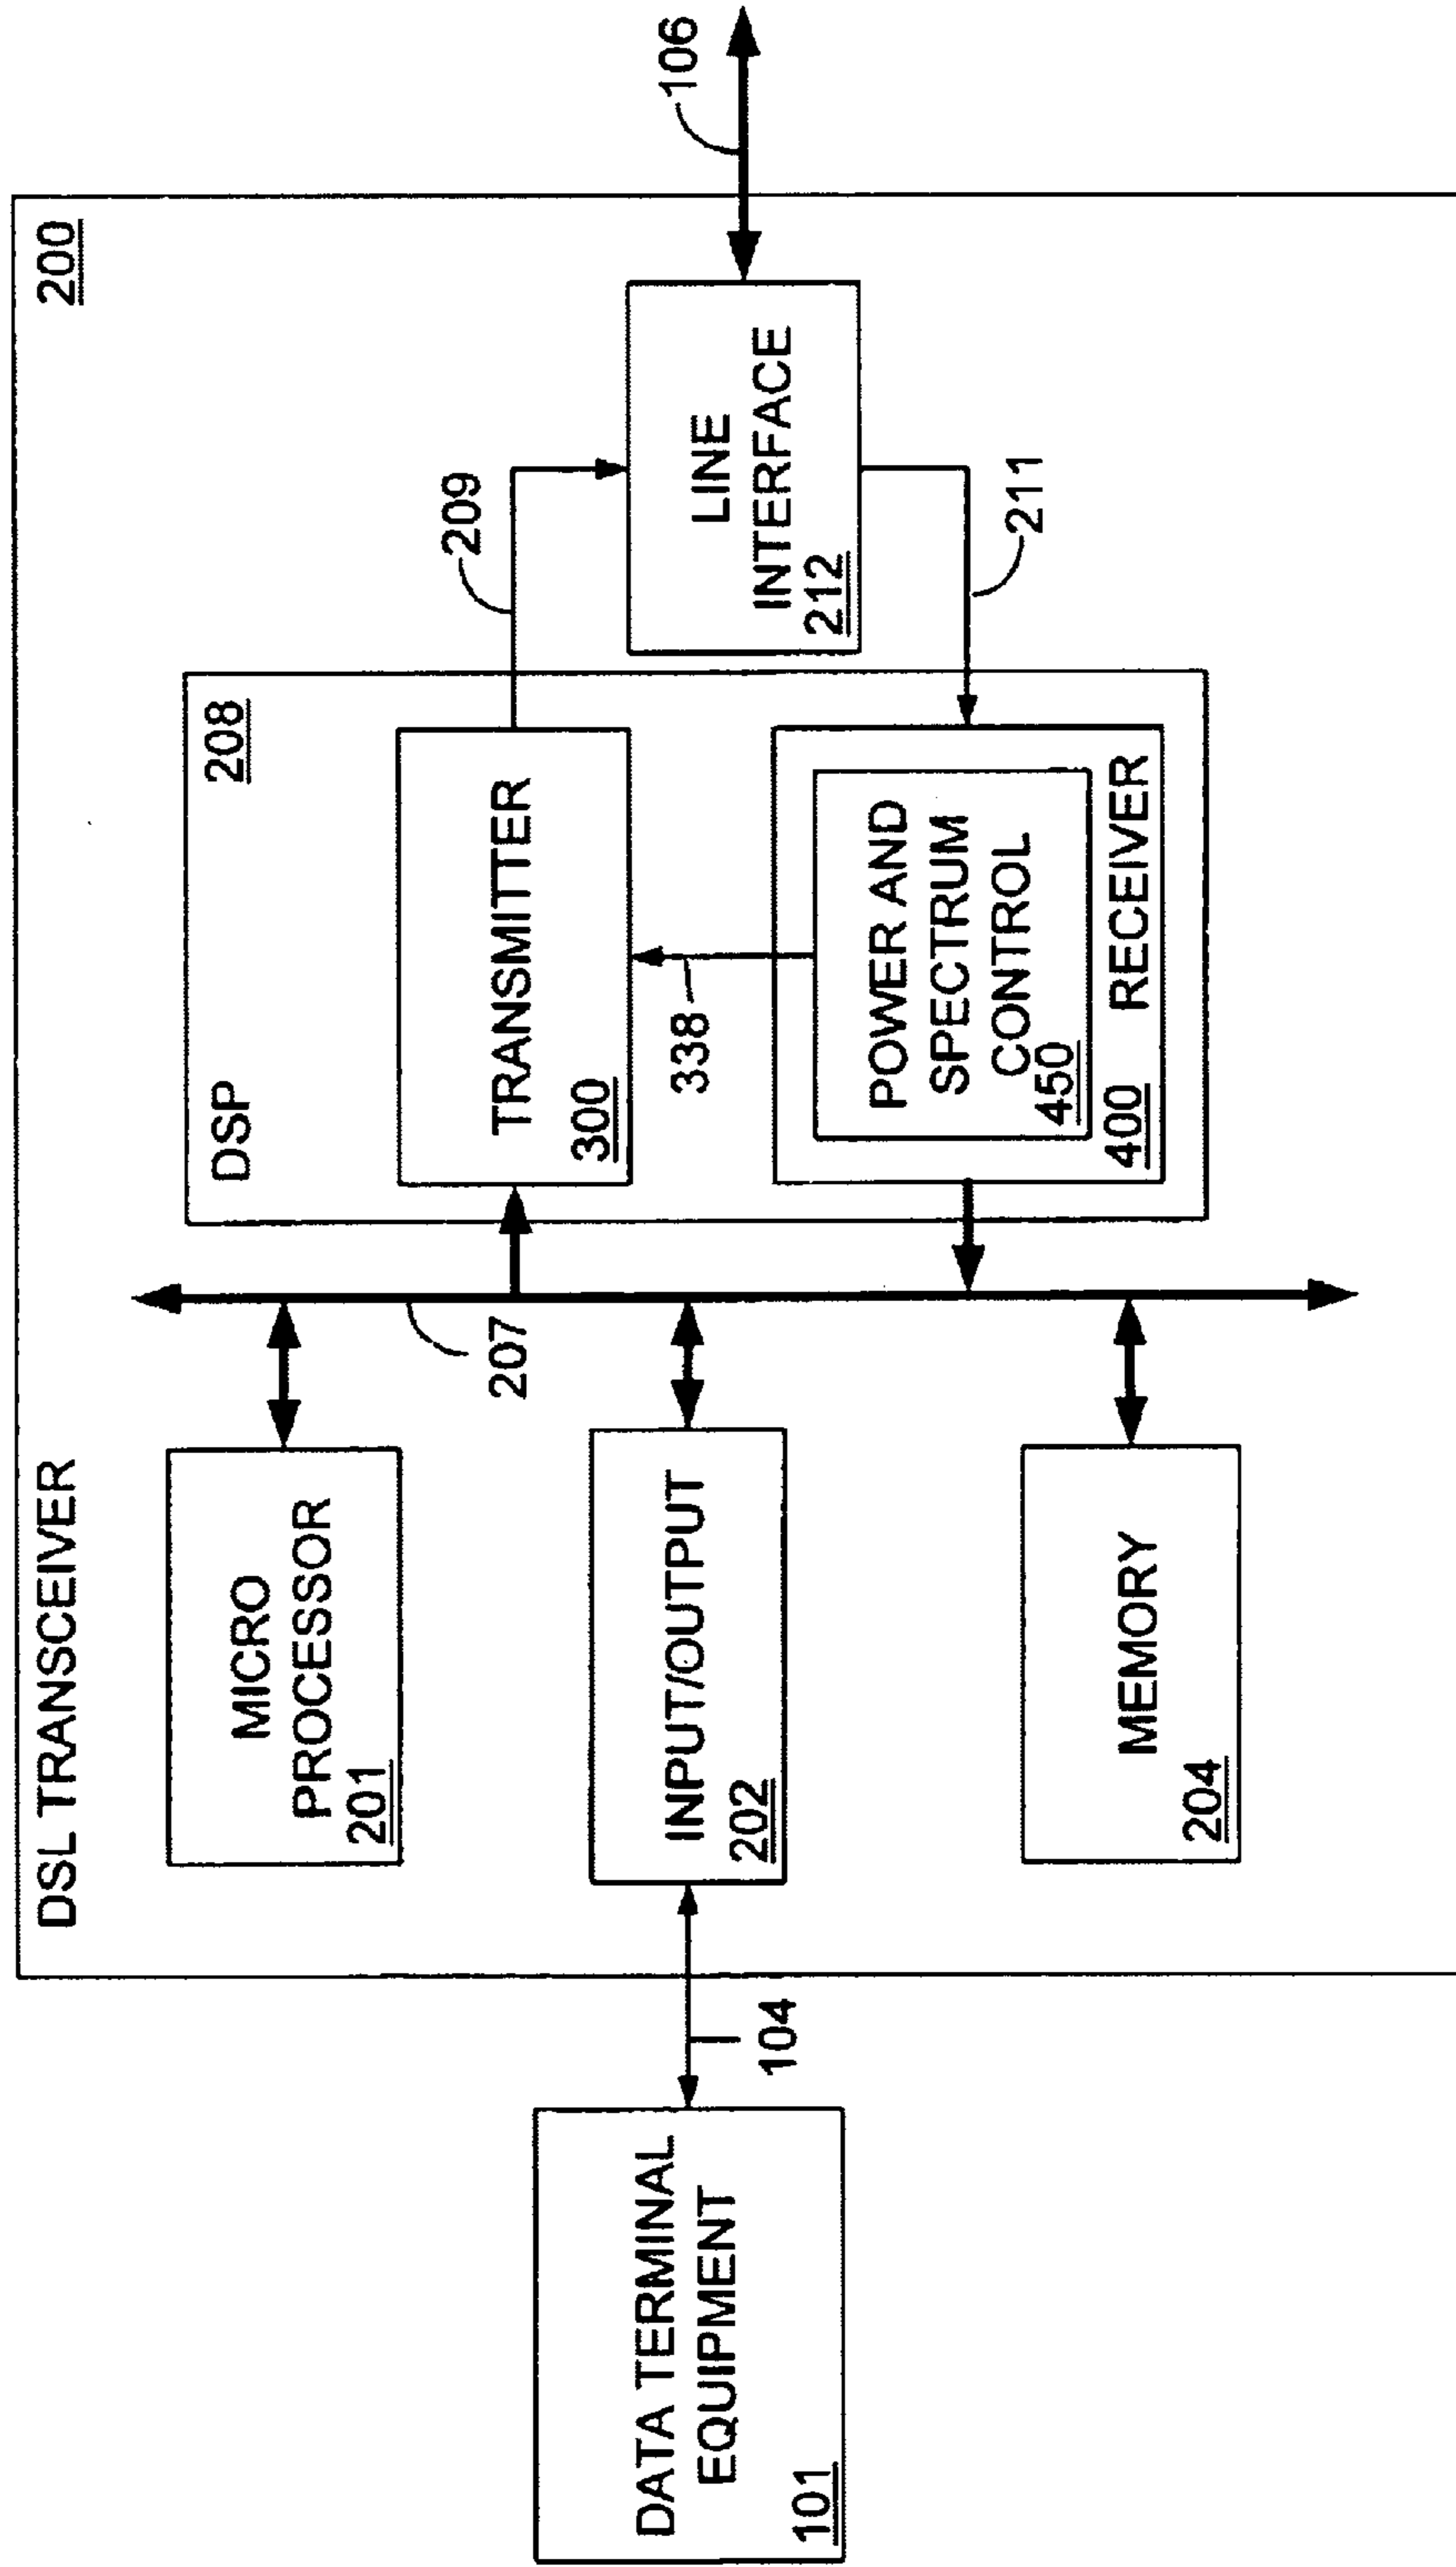 DSL TRANSCEIVER
200
MICRO
PROCESSOR
201
DSP
208
TRANSMITTER
300
209
207
338
106
DATA TERMINAL
EQUIPMENT
101
104
INPUT/OUTPUT
202
LINE
INTERFACE
212
POWER AND
SPECTRUM
CONTROL
450
400
RECEIVER
211
MEMORY
204